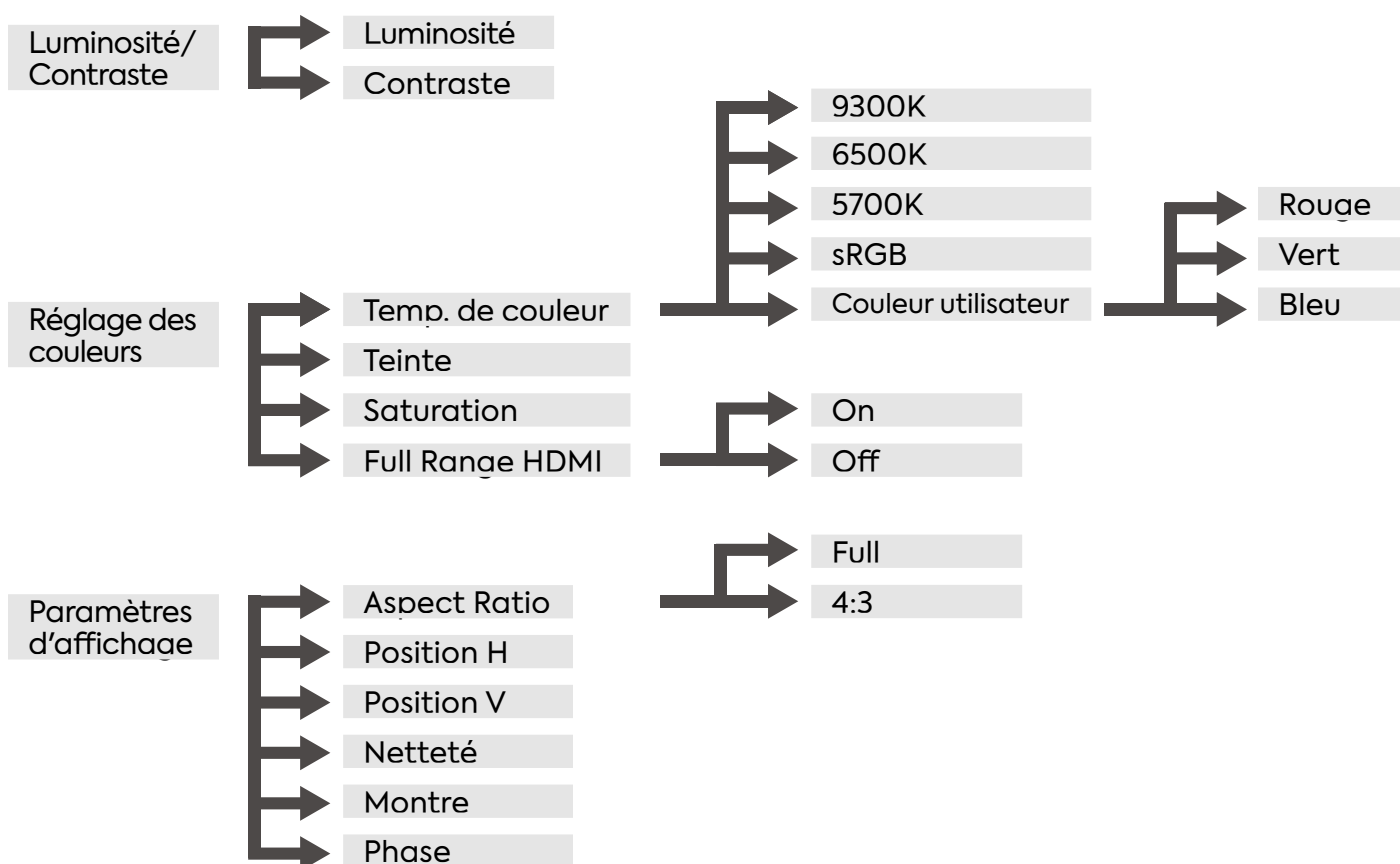 Luminosité/
Contraste
Luminosité
Contraste
Réglage des
couleurs
Temp. de couleur
Teinte
Saturation
Full Range HDMI
9300K
6500K
5700K
sRGB
Couleur utilisateur
Rouge
Vert
Bleu
On
Off
Paramètres
d'affichage
Aspect Ratio
Position H
Position V
Netteté
Montre
Phase
Full
4:3